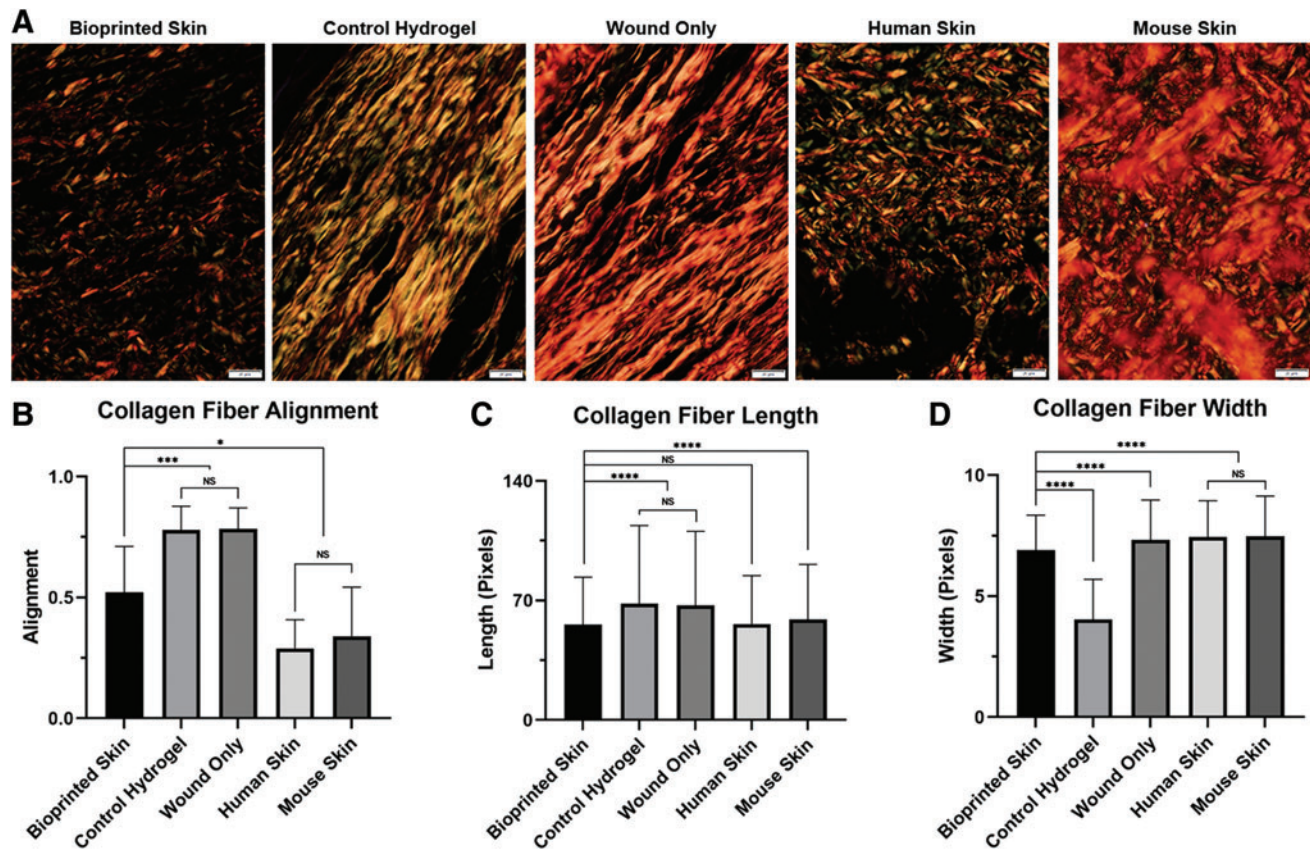 A
Bioprinted Skin Control Hydrogel Wound Only Human Skin Mouse Skin
B Collagen Fiber Alignment
*
***
NS
NS
1.0
0.5
0.0
Alignment
Bioprinted Skin
Control Hydrogel
Wound Only
Human Skin
Mouse Skin
C Collagen Fiber Length
****
NS
****
NS
140
70
0
Length (Pixels)
Bioprinted Skin
Control Hydrogel
Wound Only
Human Skin
Mouse Skin
D Collagen Fiber Width
****
****
****
NS
10
5
0
Width (Pixels)
Bioprinted Skin
Control Hydrogel
Wound Only
Human Skin
Mouse Skin